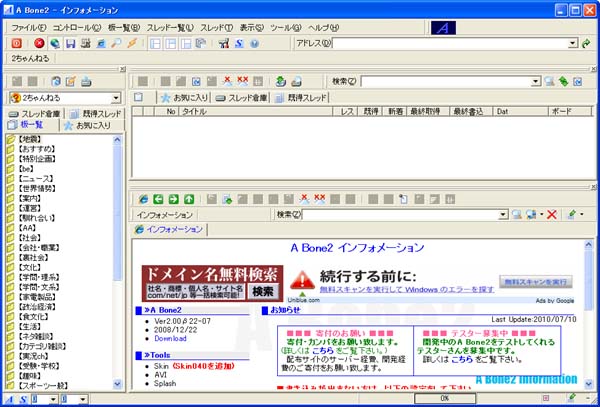 A Bone2 - インフォメーション
ファイル(F) コントロール(C) 板一覧(B) スレッド一覧(L) スレッド(T) 表示(S) ツール(G) ヘルプ(H)
アドレス(D)
2ちゃんねる
検索(Z)
2ちゃんねる
お気に入り スレッド倉庫 既得スレッド
スレッド倉庫 既得スレッド
板一覧 お気に入り
No タイトル レス 既得 新着 最終取得 最終書込 Dat ボード
【地震】
【おすすめ】
【特別企画】
【be】
【ニュース】
【世界情勢】
【案内】
【運営】
【馴れ合い】
【AA】
【社会】
【会社・職業】
【裏社会】
【文化】
【学問・理系】
【学問・文系】
【家電製品】
【政治経済】
【食文化】
【生活】
【ネタ雑談】
【カテゴリ雑談】
【実況ch】
【受験・学校】
【趣味】
【スポーツ一般】
インフォメーション 検索(Z)
インフォメーション
A Bone2 インフォメーション
ドメイン名無料検索
社名・商標・個人名・サイト名
com/net/jp 等一括検索可能!
検索
続行する前に:
無料スキャンを実行して Windows のエラーを探す
無料スキャンを実行
Uniblue.com
Ads by Google
≫A Bone2
Ver2.00β22-07
2008/12/22
Download
≫Tools
Skin (Skin040を追加)
AVI
Splash
お知らせ
Last Update:2010/07/10
■■■ 寄付のお願い ■■■
寄付・カンパをお願い致します。
(詳しくは こちら をご覧下さい。)
配布サイトのサーバー経費、開発経
費のご寄付をお願い致します。
■■■ テスター募集中 ■■■
開発中のA Bone2をテストしてくれる
テスターさんを募集中です。
詳しくは こちら をご覧下さい。
A Bone2 Information
0%